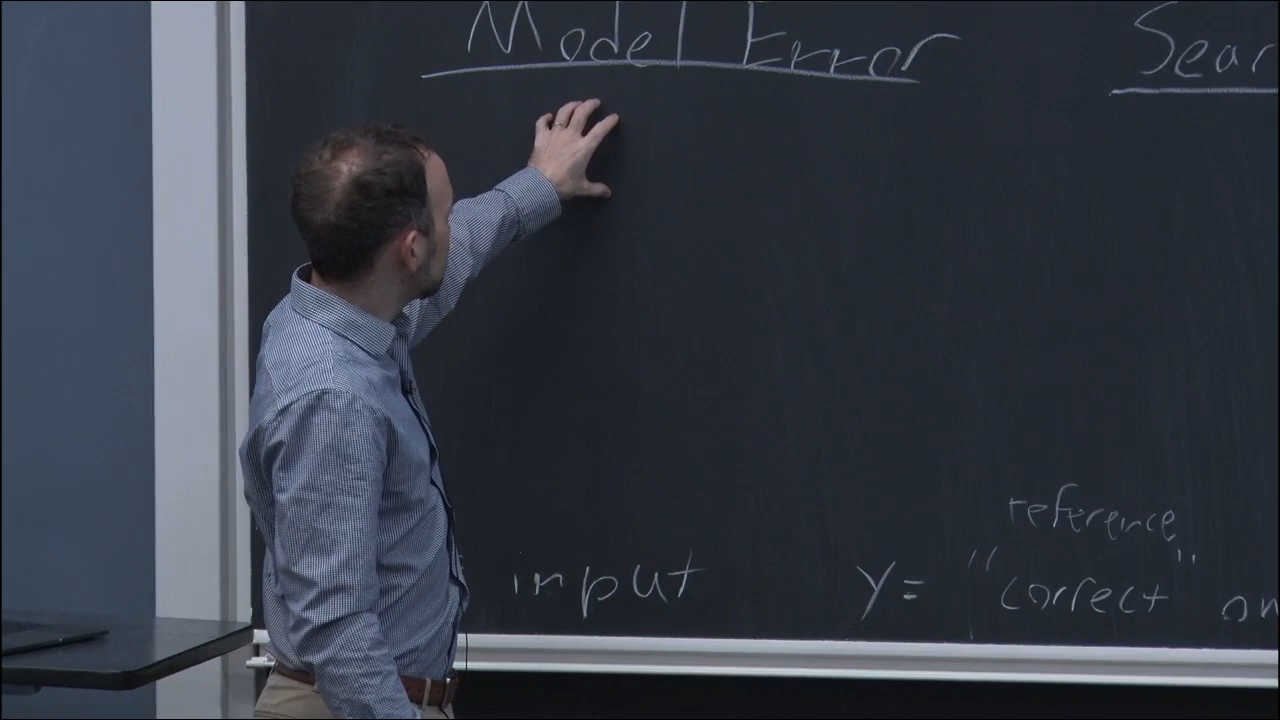 Model Error
Sear
reference
input y = "correct" on